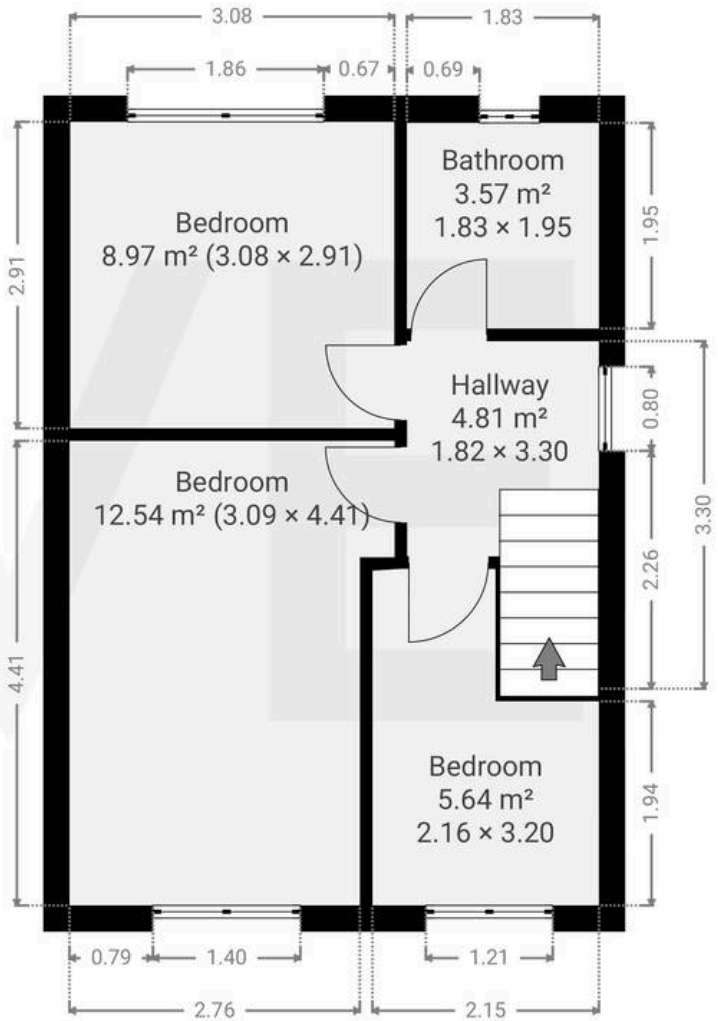 3.08
1.83
1.86
0.67
0.69
Bathroom
3.57 m²
1.83 × 1.95
Bedroom
8.97 m² (3.08 × 2.91)
2.91
1.95
Hallway
4.81 m²
1.82 × 3.30
0.80
Bedroom
12.54 m² (3.09 × 4.41)
3.30
2.26
4.41
Bedroom
5.64 m²
2.16 × 3.20
1.94
0.79
1.40
1.21
2.76
2.15